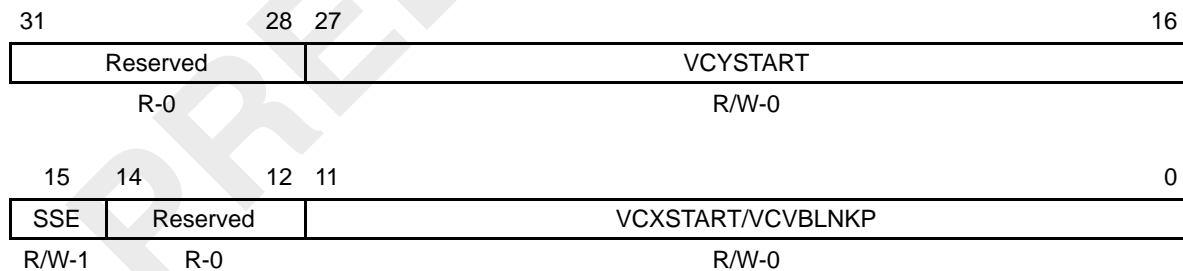 31 28 27 16
Reserved VCYSTART
R-0 R/W-0
15 14 12 11 0
SSE Reserved VCXSTART/VCVBLNKP
R/W-1 R-0 R/W-0